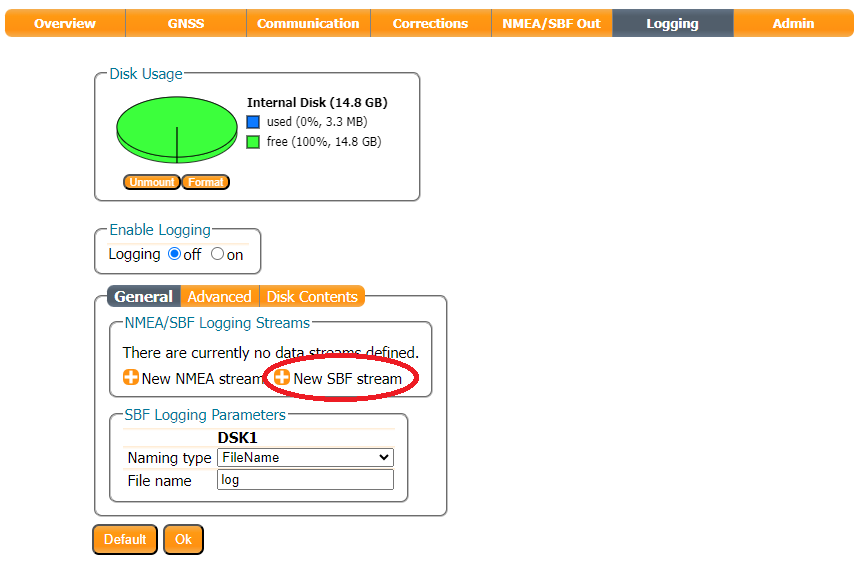 Overview GNSS Communication Corrections NMEA/SBF Out Logging Admin
Disk Usage
Internal Disk (14.8 GB)
used (0%, 3.3 MB)
free (100%, 14.8 GB)
Unmount Format
Enable Logging
Logging off on
General Advanced Disk Contents
NMEA/SBF Logging Streams
There are currently no data streams defined.
New NMEA stream New SBF stream
SBF Logging Parameters
DSK1
Naming type FileName
File name log
Default Ok